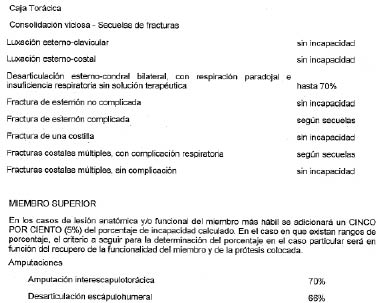 Caja Torácica
Consolidación viciosa - Secuelas de fracturas
Luxación esterno-clavicular sin incapacidad
Luxación esterno-costal sin incapacidad
Desarticulación esterno-condral bilateral, con respiración paradojal e
insuficiencia respiratoria sin solución terapéutica hasta 70%
Fractura de esternón no complicada sin incapacidad
Fractura de esternón complicada según secuelas
Fractura de una costilla sin incapacidad
Fracturas costales múltiples, con complicación respiratoria según secuelas
Fracturas costales múltiples, sin complicación sin incapacidad
MIEMBRO SUPERIOR
En los casos de lesión anatómica y/o funcional del miembro más hábil se adicionará un CINCO
POR CIENTO (5%) del porcentaje de incapacidad calculado. En el caso en que existan rangos de
porcentaje, el criterio a seguir para la determinación del porcentaje en el caso particular será en
función del recupero de la funcionalidad del miembro y de la prótesis colocada.
Amputaciones
Amputación interescapulotorácica 70%
Desarticulación escápulohumeral 66%